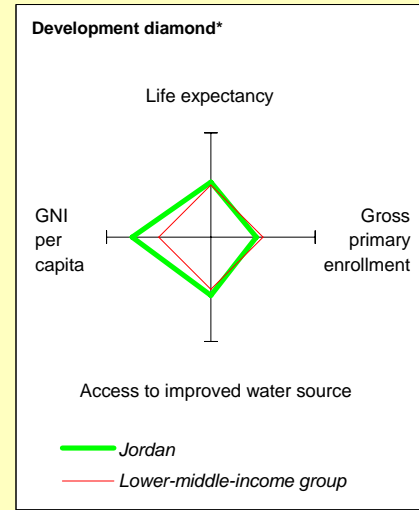 Development diamond*
Life expectancy
GNI
per
capita
Gross
primary
enrollment
Access to improved water source
Jordan
Lower-middle-income group